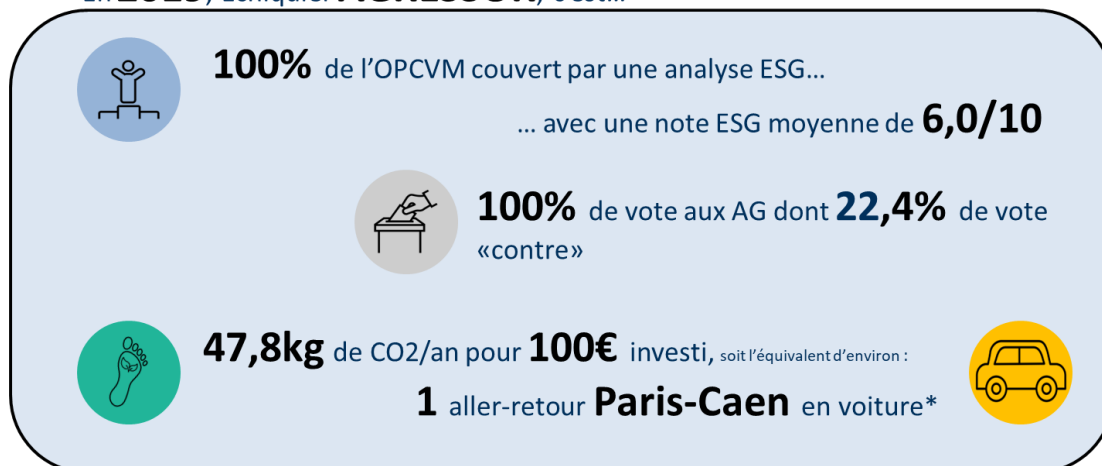 100% de l’OPCVM couvert par une analyse ESG...
... avec une note ESG moyenne de 6,0/10
100% de vote aux AG dont 22,4% de vote
«contre»
47,8kg de CO2/an pour 100€ investi, soit l’équivalent d’environ :
1 aller-retour Paris-Caen en voiture*